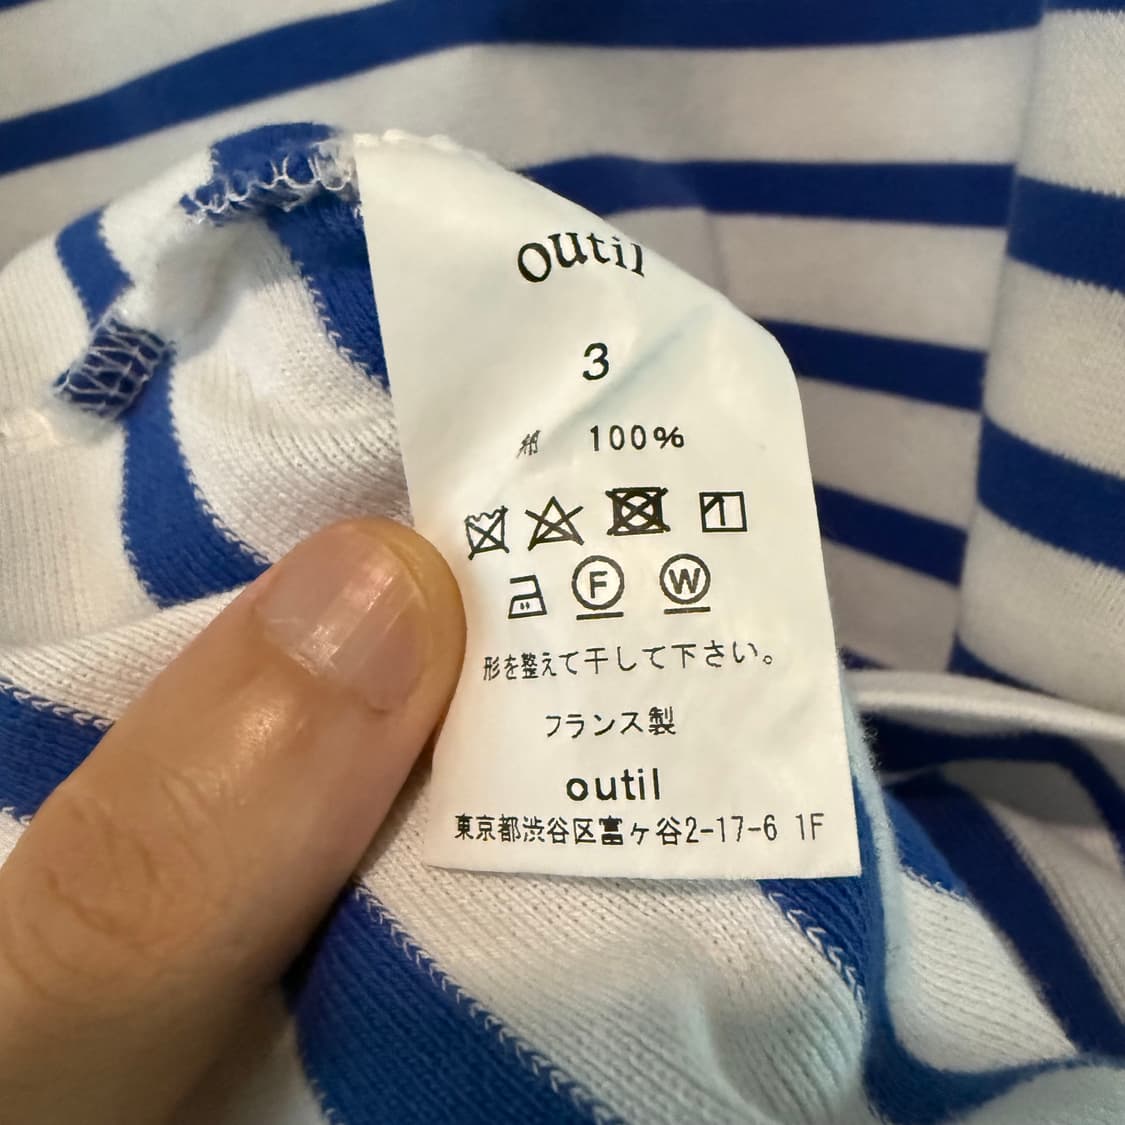 outil
3
綿 100%
F W
形を整えて干して下さい。
フランス製
outil
東京都渋谷区富ヶ谷2-17-6 1F